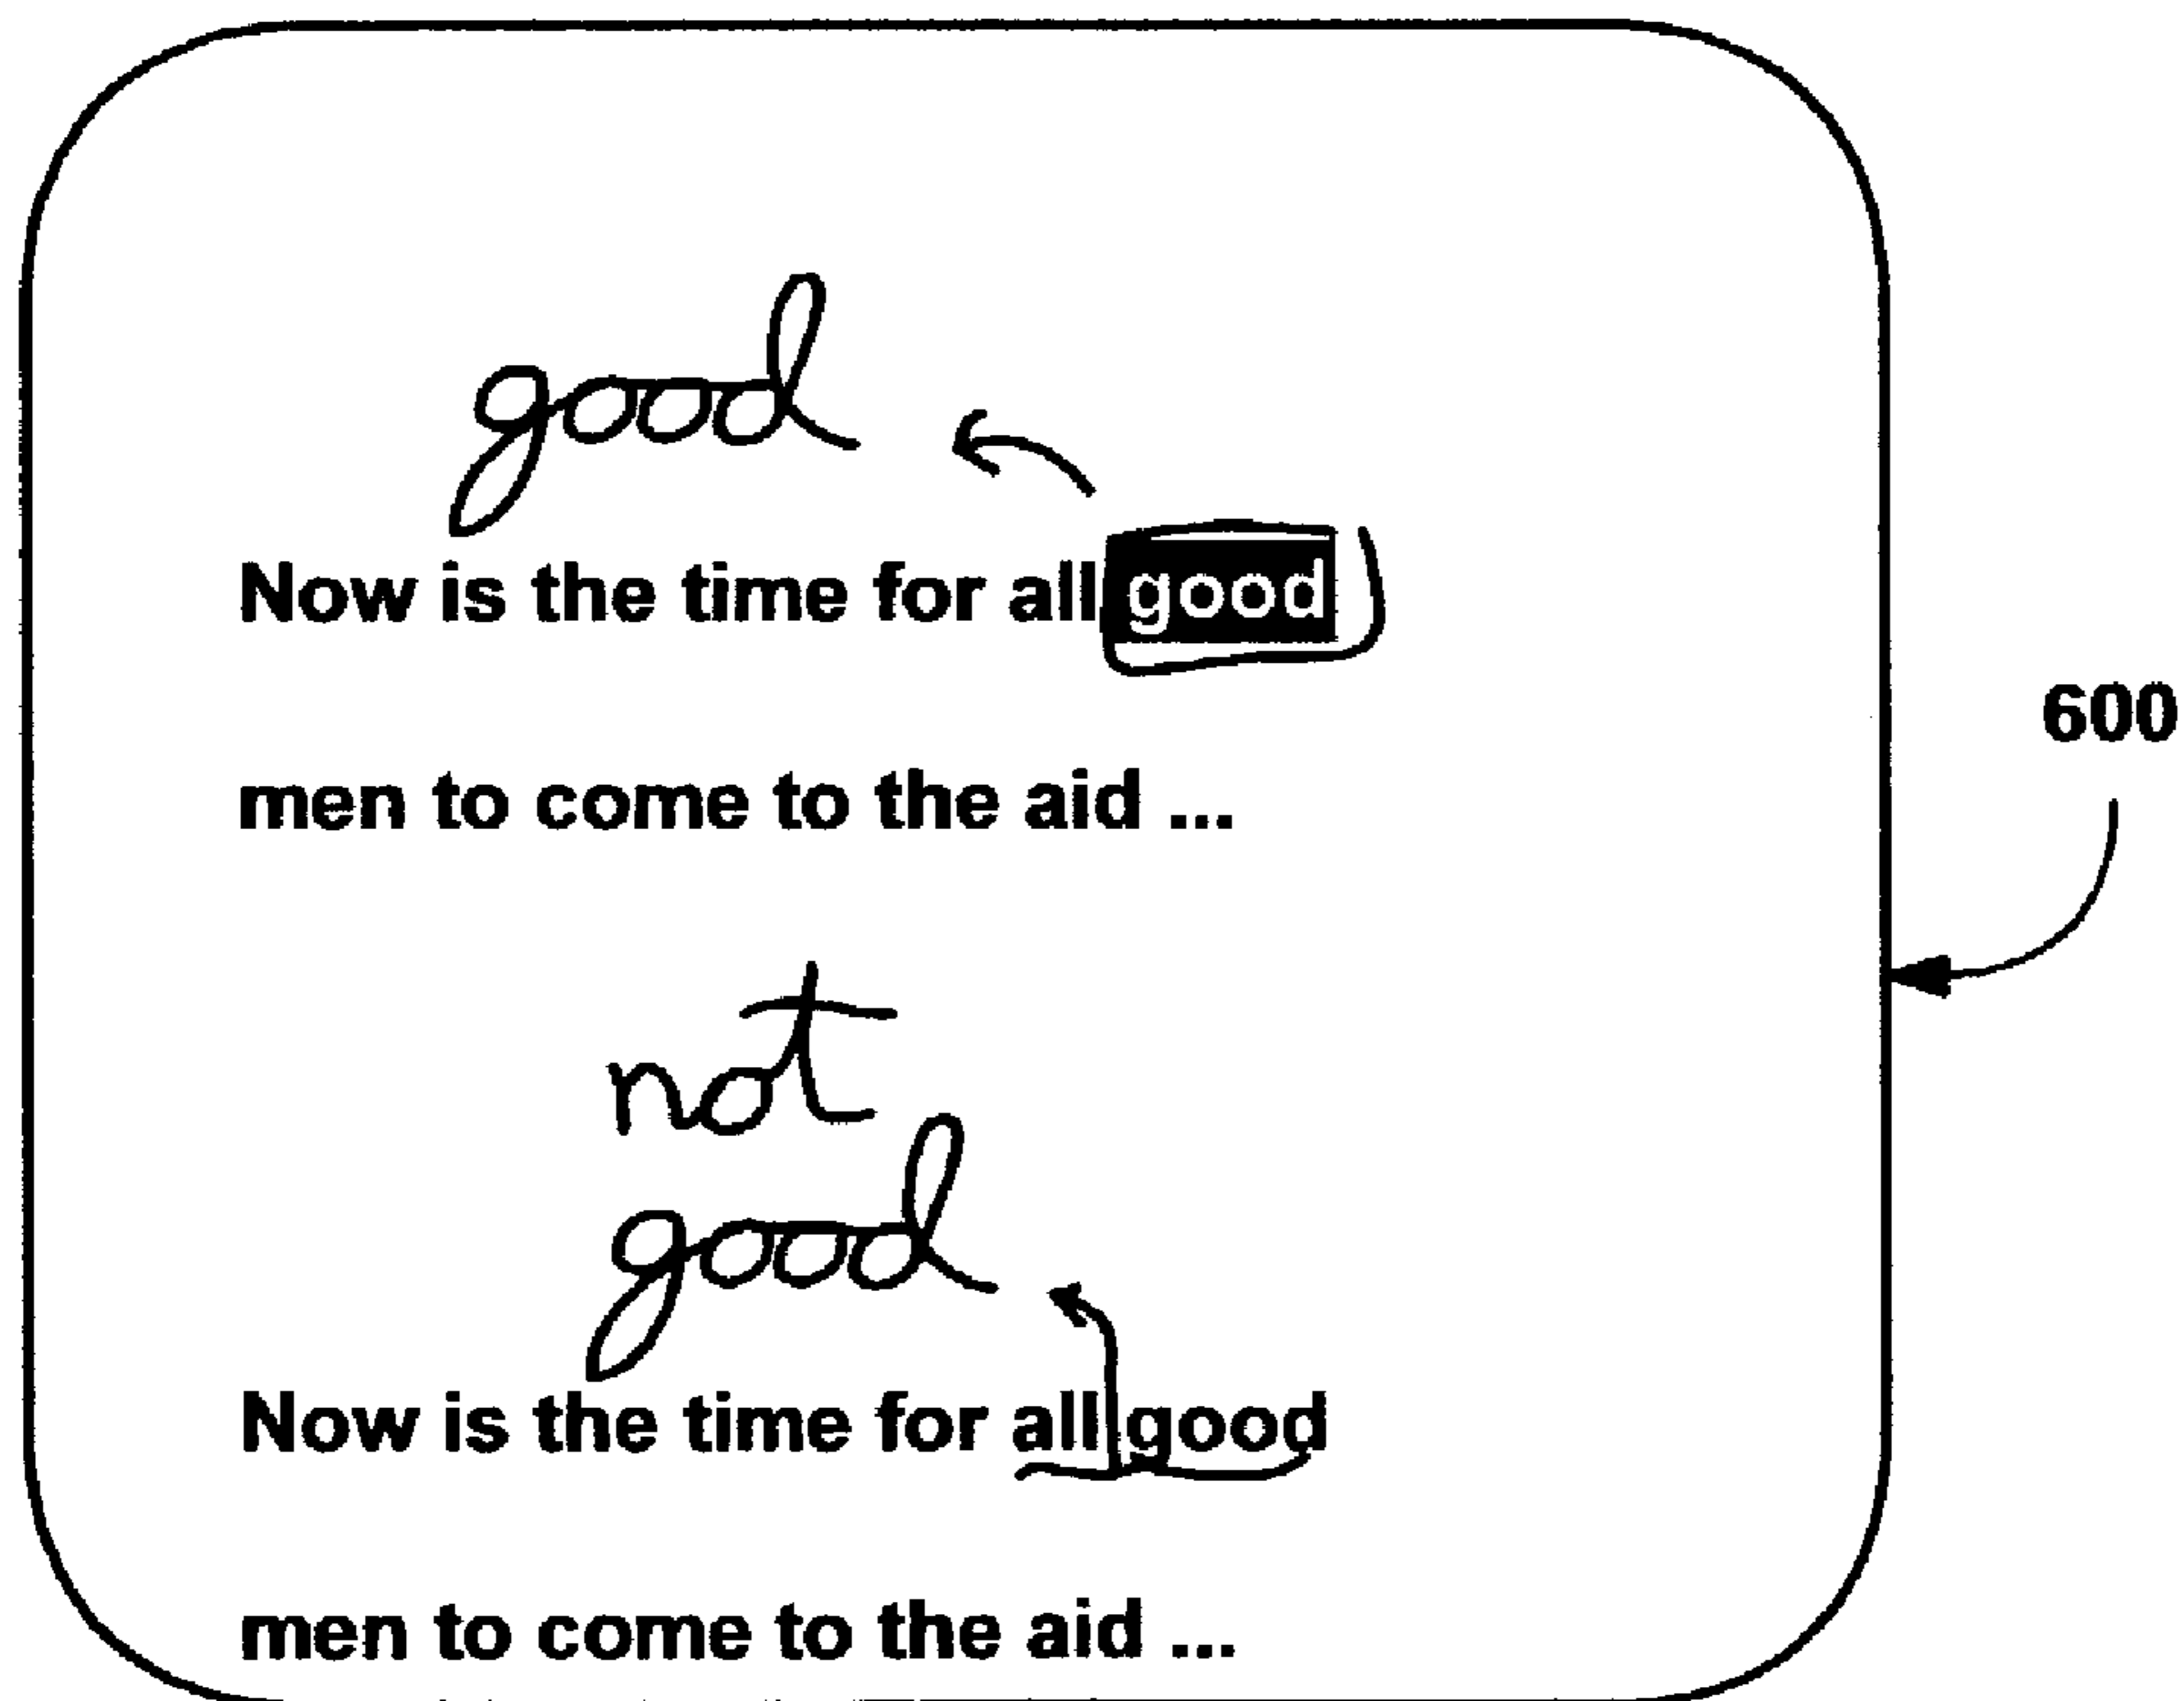 good
Now is the time for all good
600
men to come to the aid ...
not
good
Now is the time for all good
men to come to the aid ...